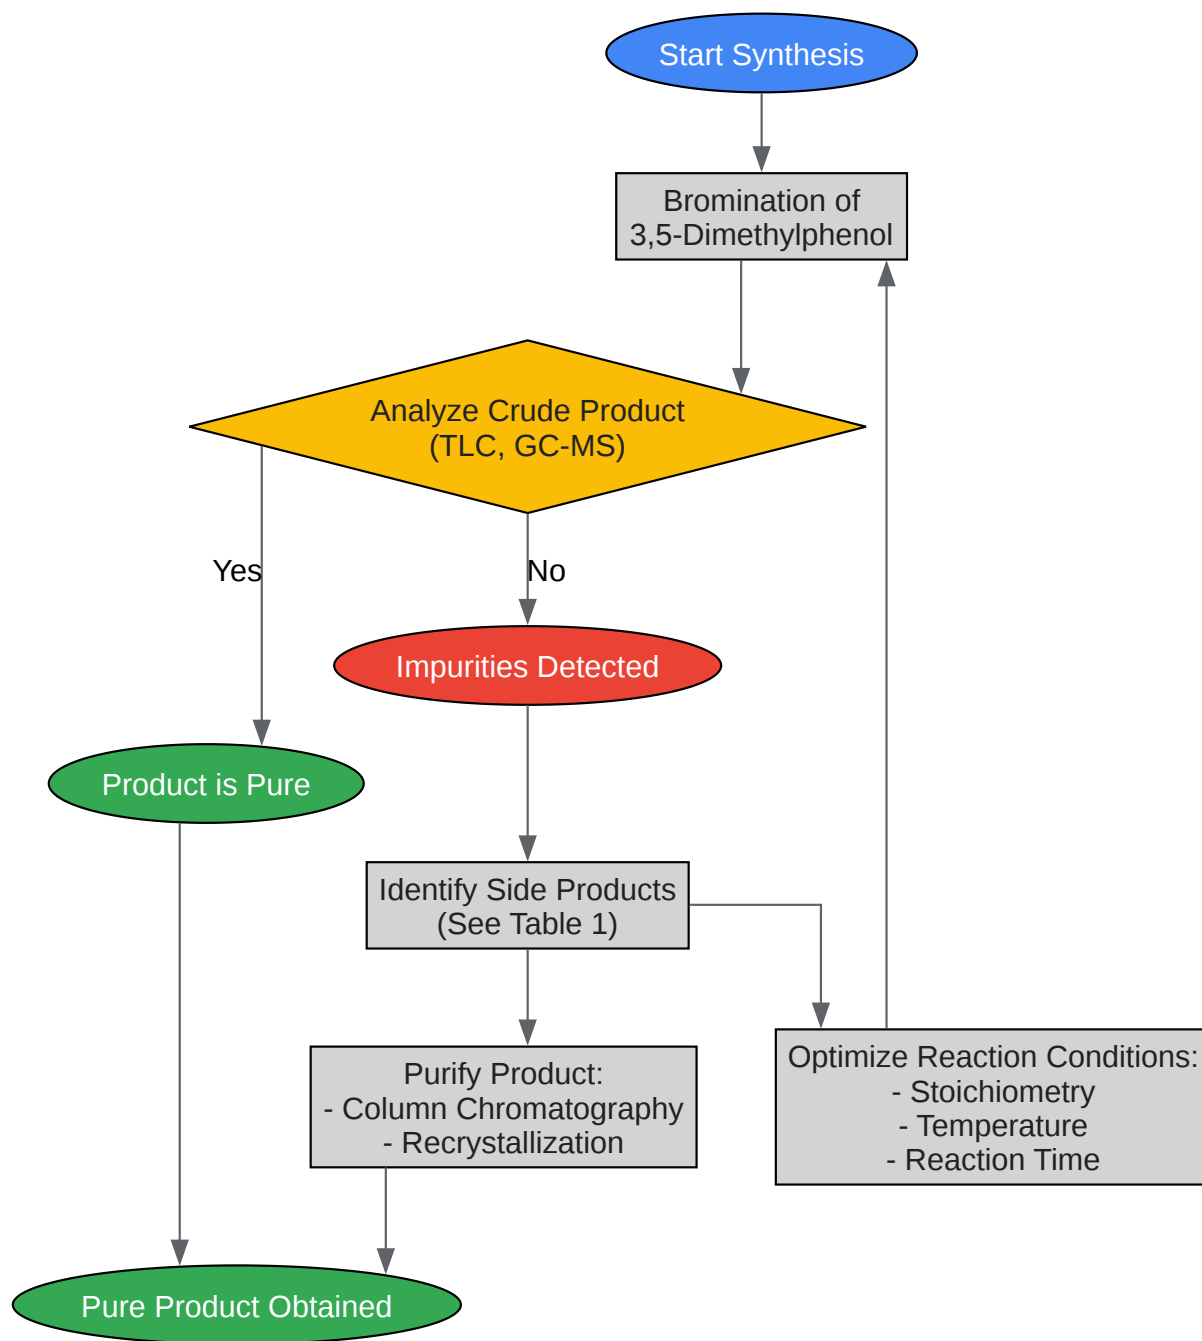 Start Synthesis
Bromination of
3,5-Dimethylphenol
Analyze Crude Product
(TLC, GC-MS)
Yes
No
Impurities Detected
Product is Pure
Identify Side Products
(See Table 1)
Purify Product:
- Column Chromatography
- Recrystallization
Optimize Reaction Conditions:
- Stoichiometry
- Temperature
- Reaction Time
Pure Product Obtained